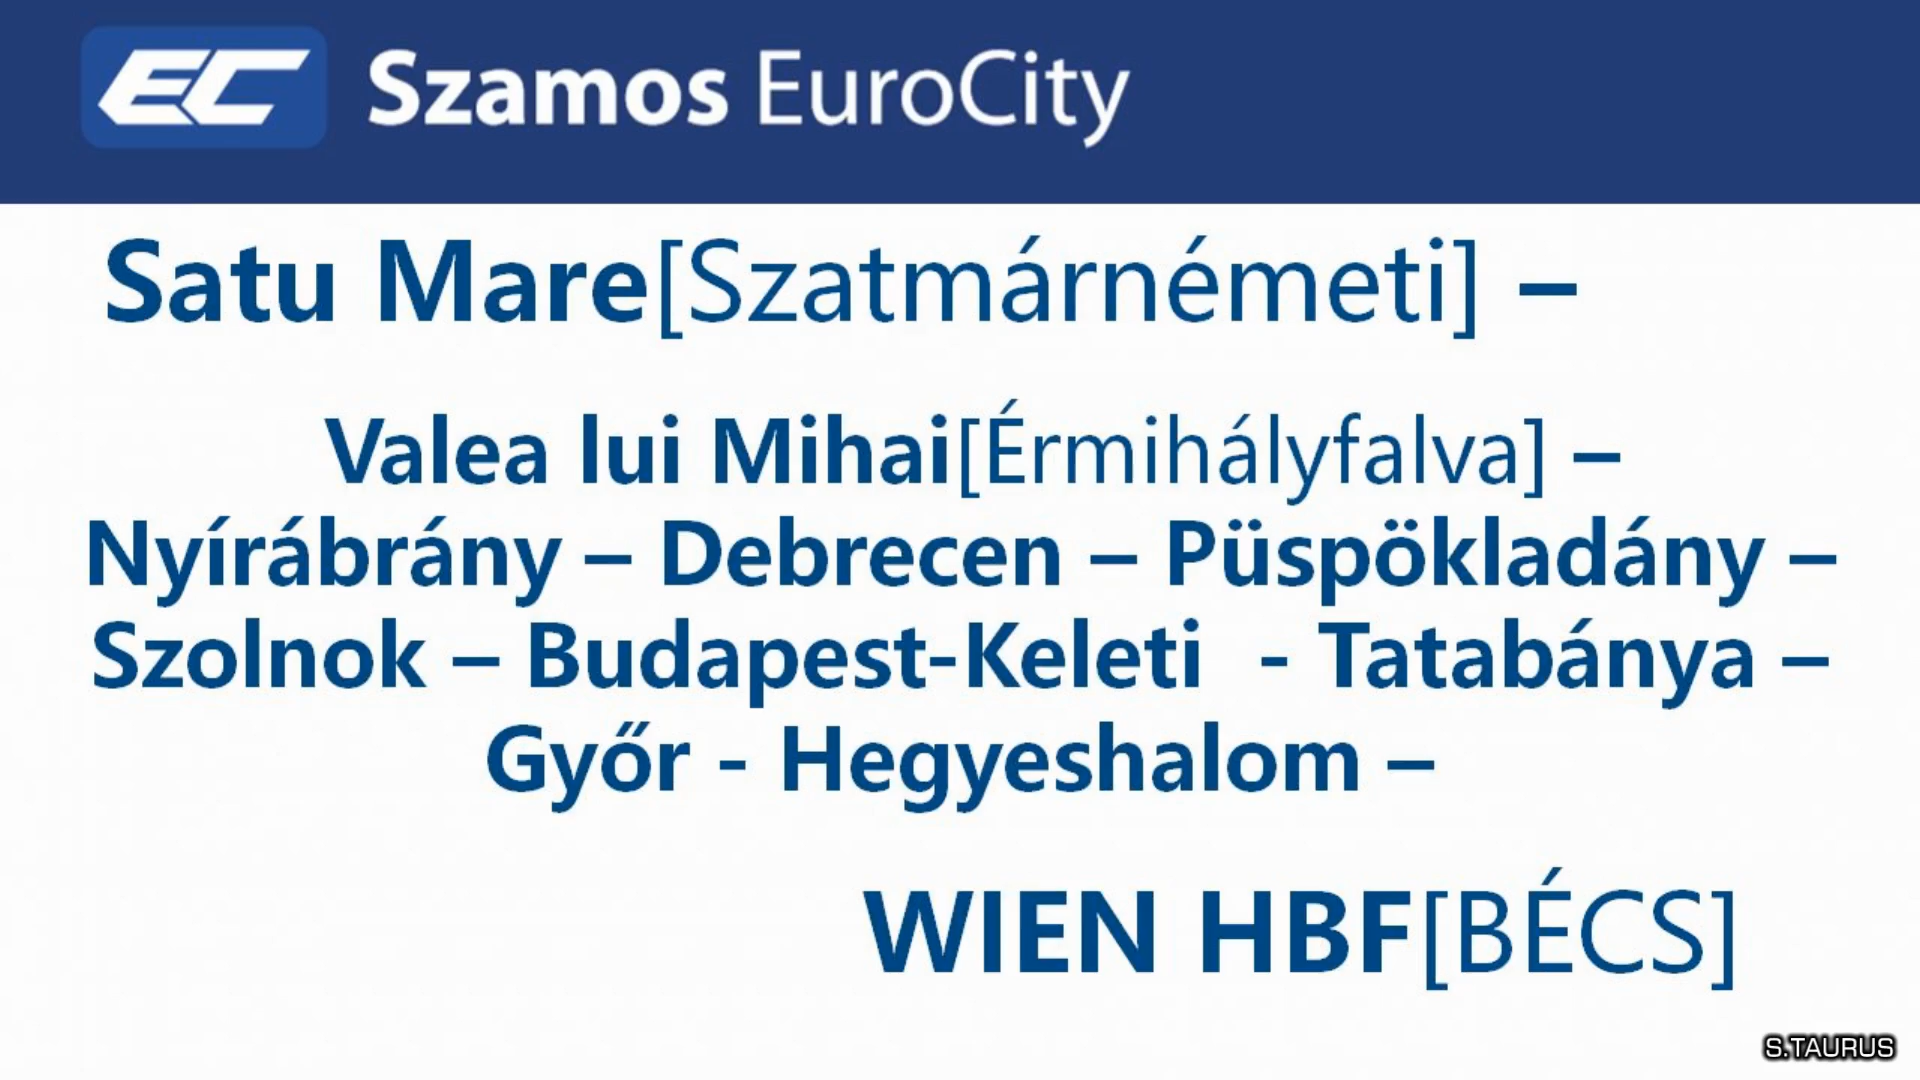 EC Szamos EuroCity
Satu Mare[Szatmárnémeti] –
Valea lui Mihai[Érmihályfalva] –
Nyírábrány – Debrecen – Püspökladány –
Szolnok – Budapest-Keleti - Tatabánya –
Győr - Hegyeshalom –
WIEN HBF[BÉCS]
S.TAURUS